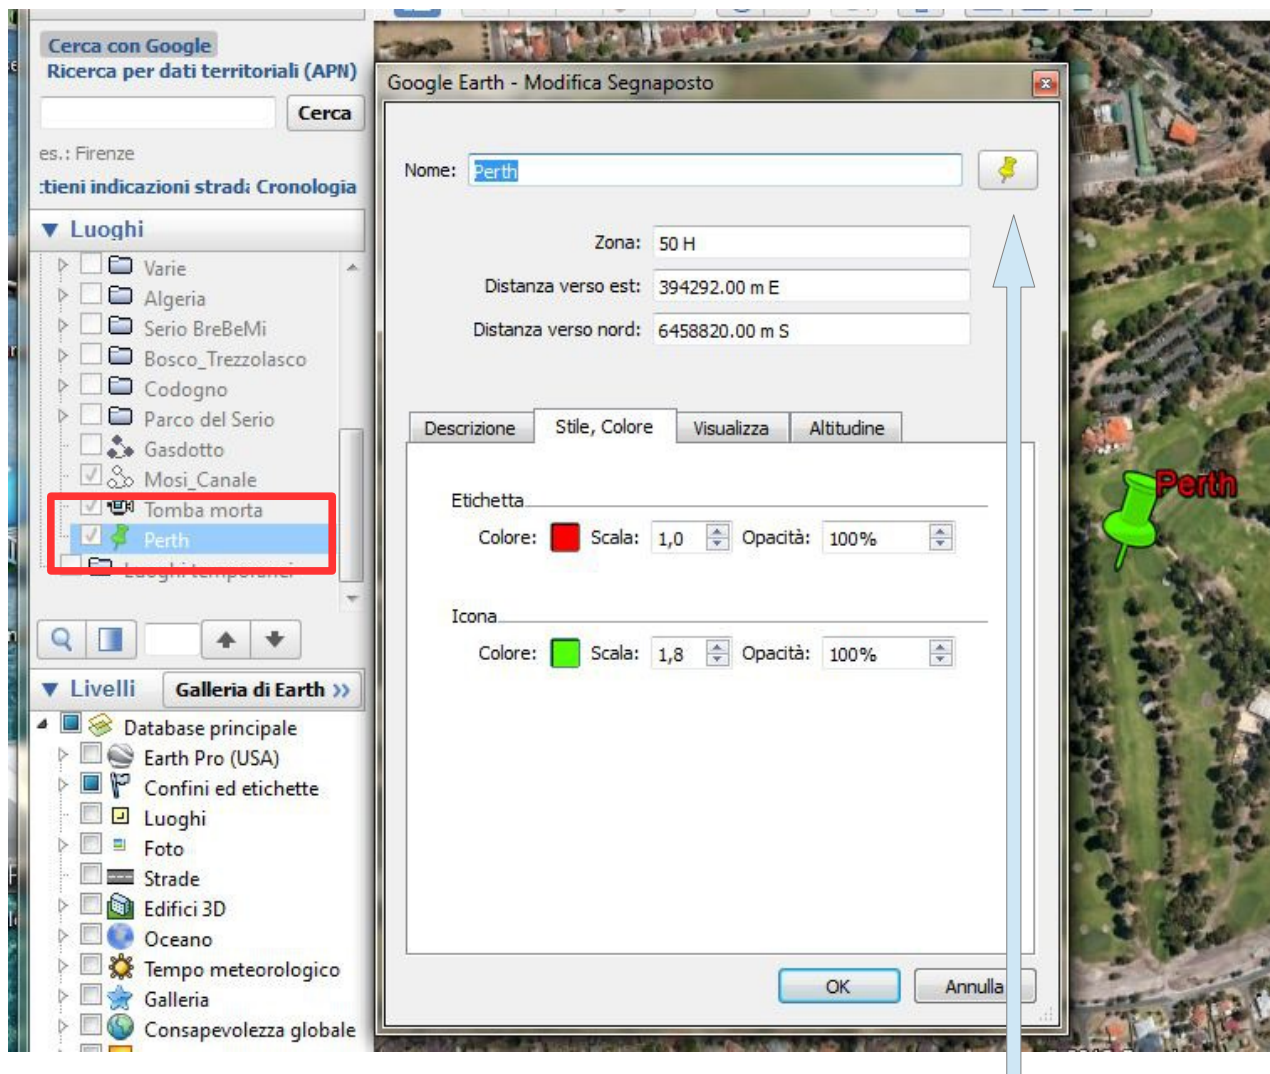 Cerca con Google
Ricerca per dati territoriali (APN)
Cerca
es.: Firenze
:tieni indicazioni strada Cronologia
Luoghi
Varie
Algeria
Serio BreBeMi
Bosco_Trezzolasco
Codogno
Parco del Serio
Gasdotto
Mosi_Canale
Tomba morta
Perth
Luoghi temporanei
Livelli
Galleria di Earth »
Database principale
Earth Pro (USA)
Confini ed etichette
Luoghi
Foto
Strade
Edifici 3D
Oceano
Tempo meteorologico
Galleria
Consapevolezza globale
Google Earth - Modifica Segnaposto
Nome: Perth
Zona: 50 H
Distanza verso est: 394292.00 m E
Distanza verso nord: 6458820.00 m S
Descrizione Stile, Colore Visualizza Altitudine
Etichetta
Colore: Scala: 1,0 Opacità: 100%
Icona
Colore: Scala: 1,8 Opacità: 100%
OK Annulla
Perth